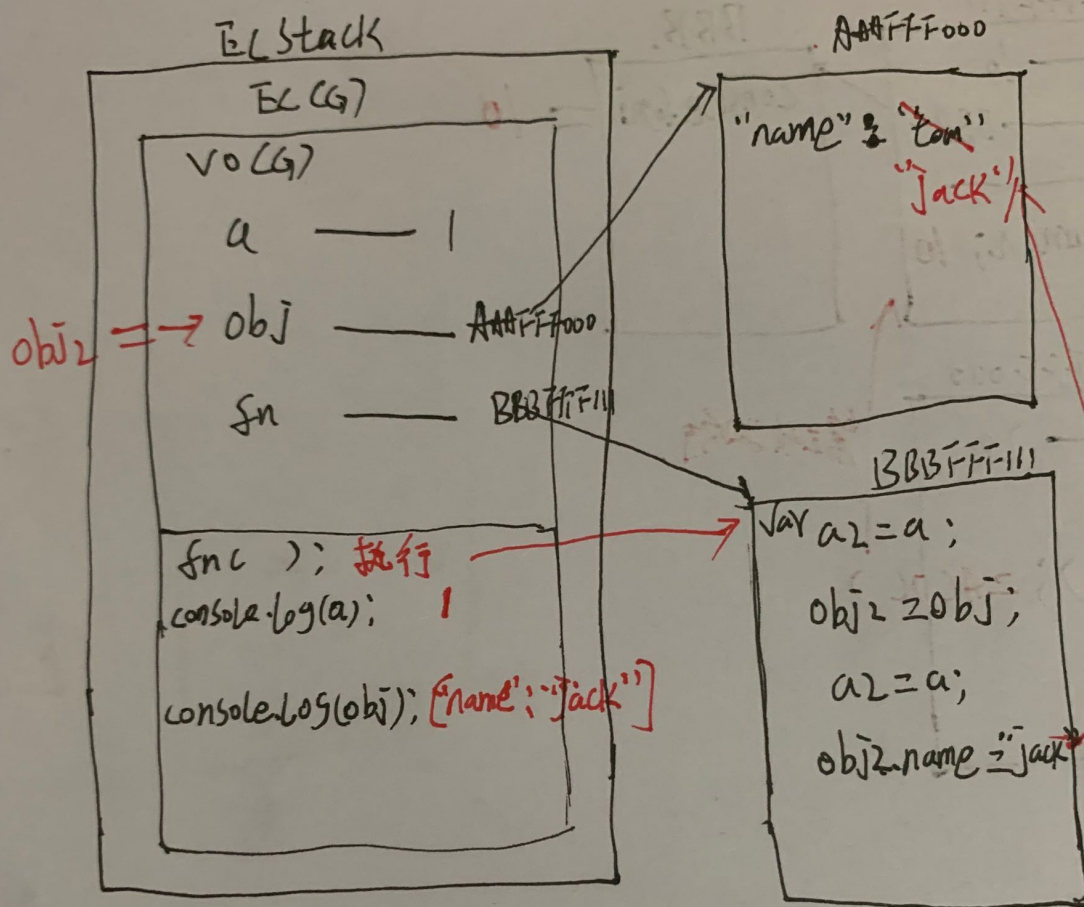 ECStack
EC(G)
VO(G)
a —— 1
obj2 ==→ obj —— AAAFFF000
fn —— BBBFFF111
fn( ); 执行
console.log(a); 1
console.log(obj); ["name":"jack"]
AAAFFF000
"name": "tom"
"jack"
BBBFFF111
Var a2=a;
obj2=obj;
a2=a;
obj2.name="jack"